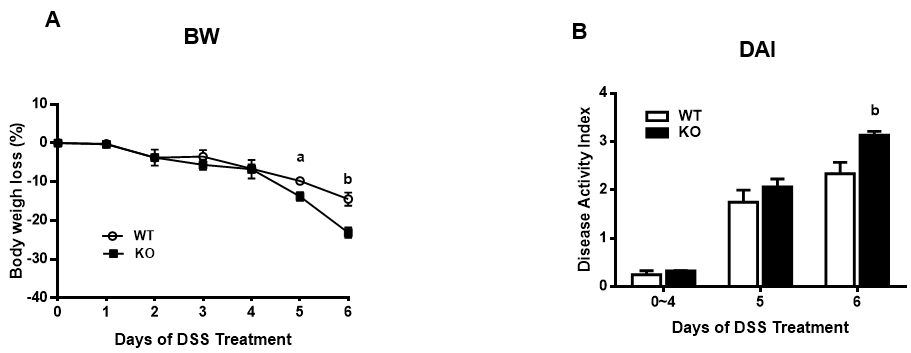 A
BW
Body weigh loss (%)
10
0
-10
-20
-30
-40
a
b
WT
KO
0 1 2 3 4 5 6
Days of DSS Treatment
B
DAI
Disease Activity Index
4
3
2
1
0
WT
KO
b
0~4 5 6
Days of DSS Treatment